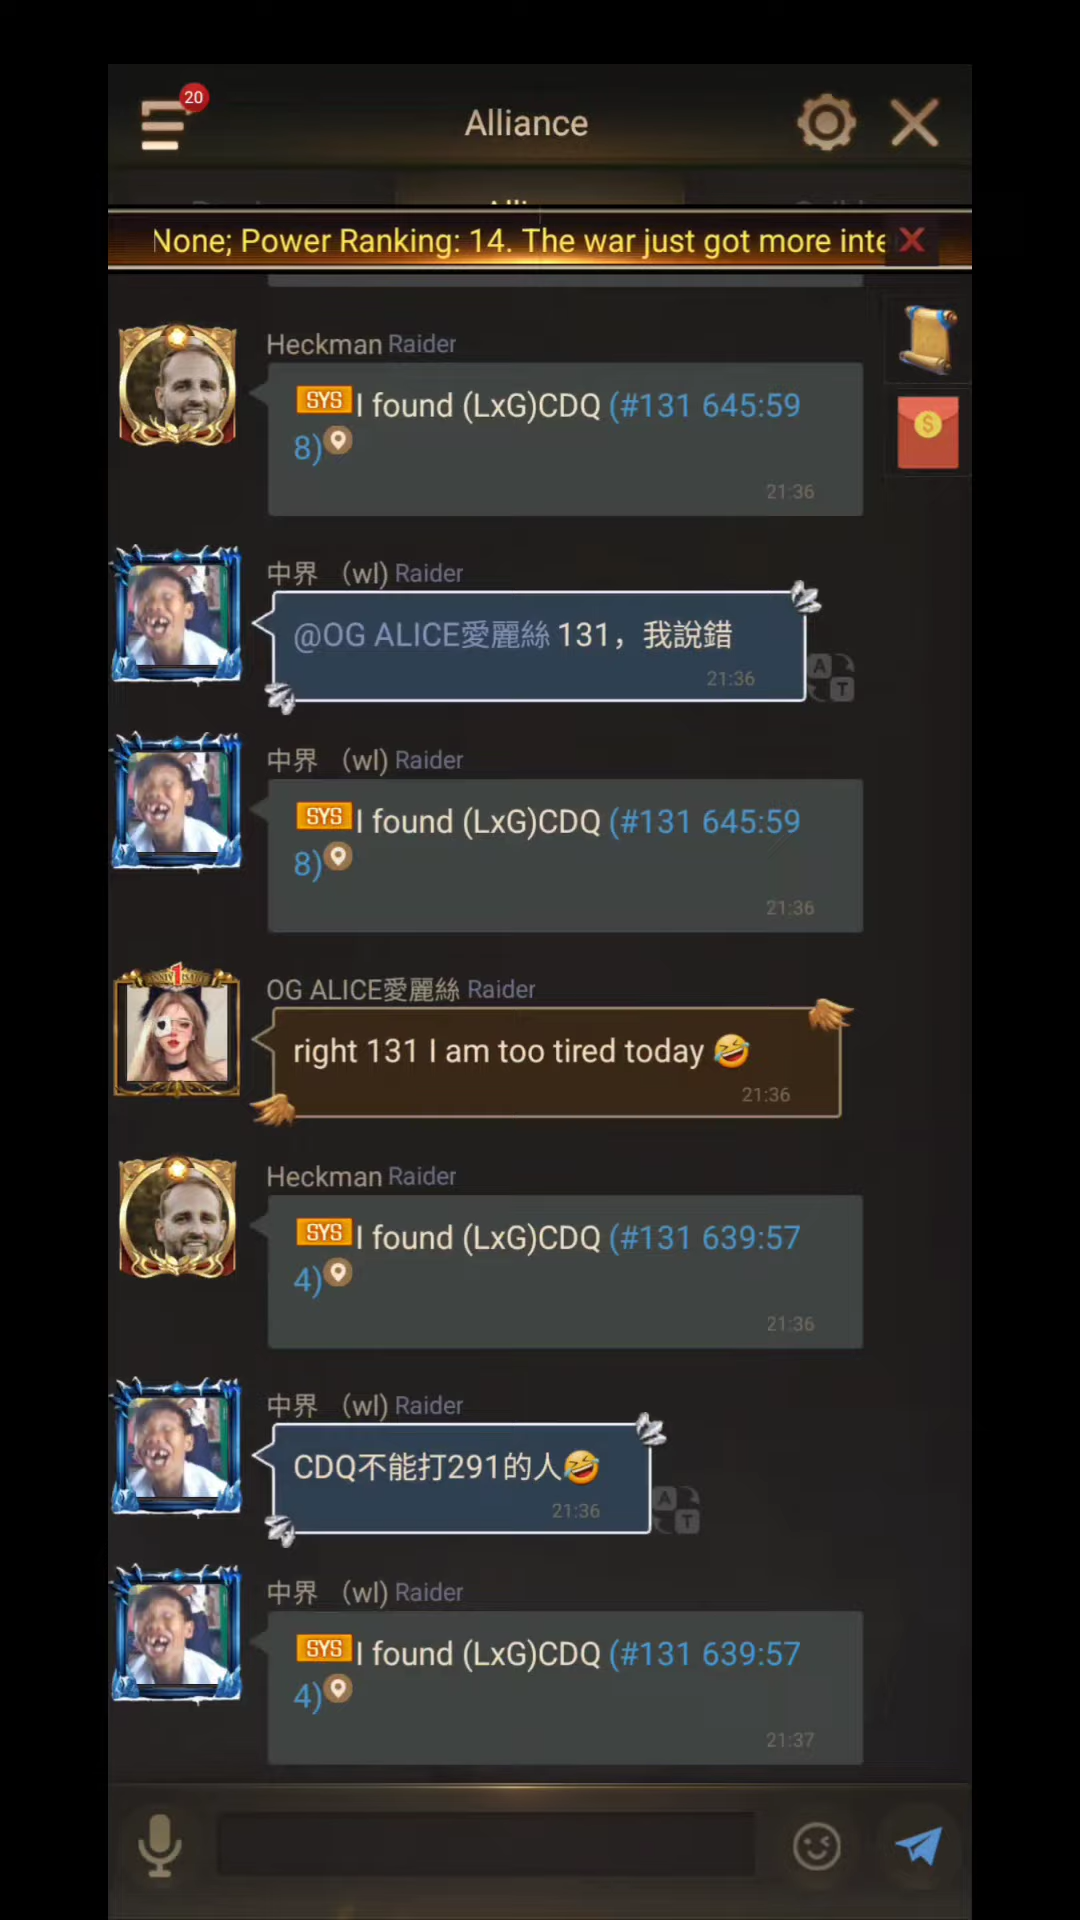 20
Alliance
None; Power Ranking: 14. The war just got more inte
Heckman Raider
SYS I found (LxG)CDQ (#131 645:59
8)
21:36
中界 （wl) Raider
@OG ALICE愛麗絲 131，我說錯
21:36
中界 （wl) Raider
SYS I found (LxG)CDQ (#131 645:59
8)
21:36
OG ALICE愛麗絲 Raider
right 131 I am too tired today 🤣
21:36
Heckman Raider
SYS I found (LxG)CDQ (#131 639:57
4)
21:36
中界 （wl) Raider
CDQ不能打291的人🤣
21:36
中界 （wl) Raider
SYS I found (LxG)CDQ (#131 639:57
4)
21:37